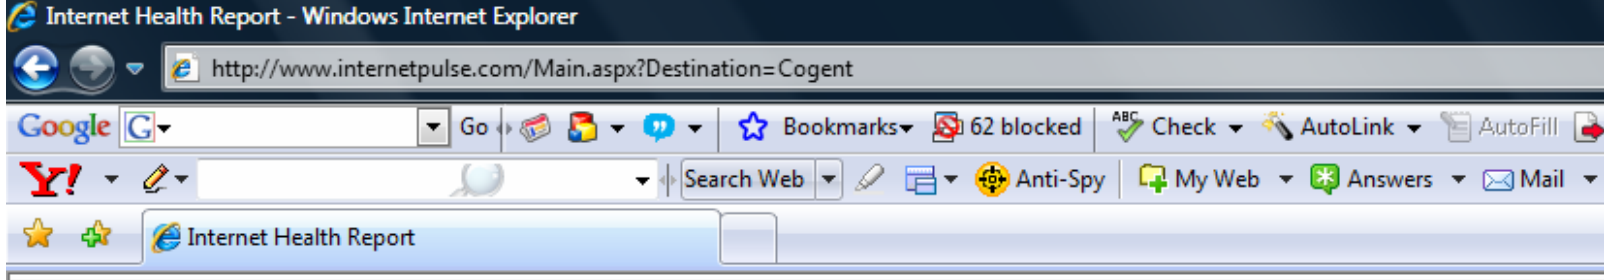 Internet Health Report - Windows Internet Explorer
http://www.internetpulse.com/Main.aspx?Destination=Cogent
Google G Go Bookmarks 62 blocked ABC Check AutoLink AutoFill
Y! Search Web Anti-Spy My Web Answers Mail
Internet Health Report